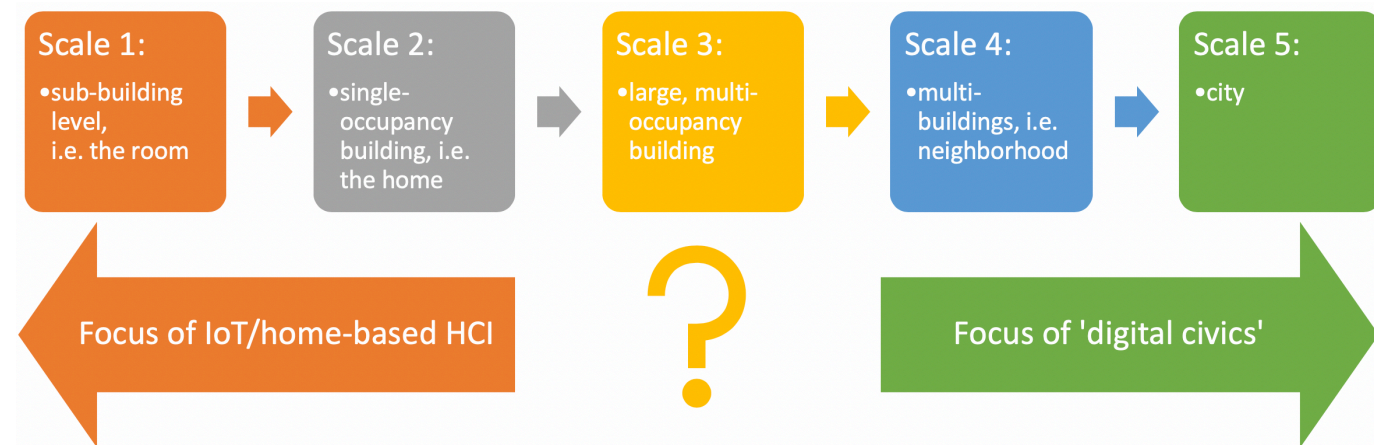 Scale 1:
•sub-building
level,
i.e. the room
Scale 2:
•single-
occupancy
building, i.e.
the home
Scale 3:
•large, multi-
occupancy
building
Scale 4:
•multi-
buildings, i.e.
neighborhood
Scale 5:
•city
Focus of IoT/home-based HCI
?
Focus of 'digital civics'